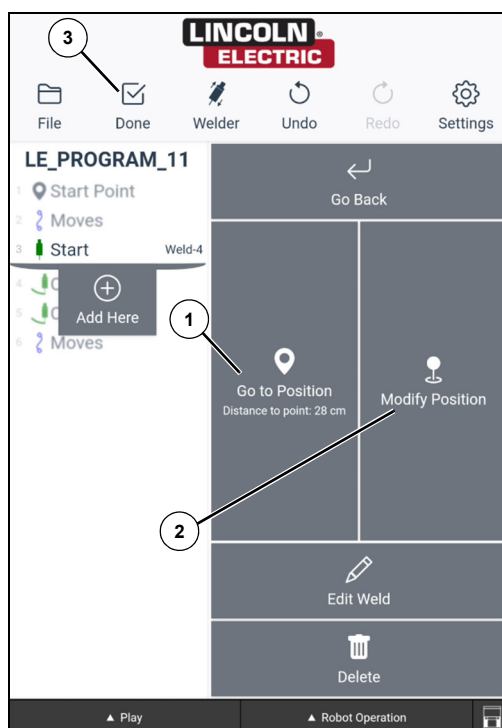 3
LINCOLN ®
ELECTRIC
File Done Welder Undo Redo Settings
LE_PROGRAM_11
1 Start Point
2 Moves
3 Start Weld-4
4 C
5 C
6 Moves
Add Here
Go Back
1
Go to Position
Distance to point: 28 cm
Modify Position
2
Edit Weld
Delete
▲ Play ▲ Robot Operation